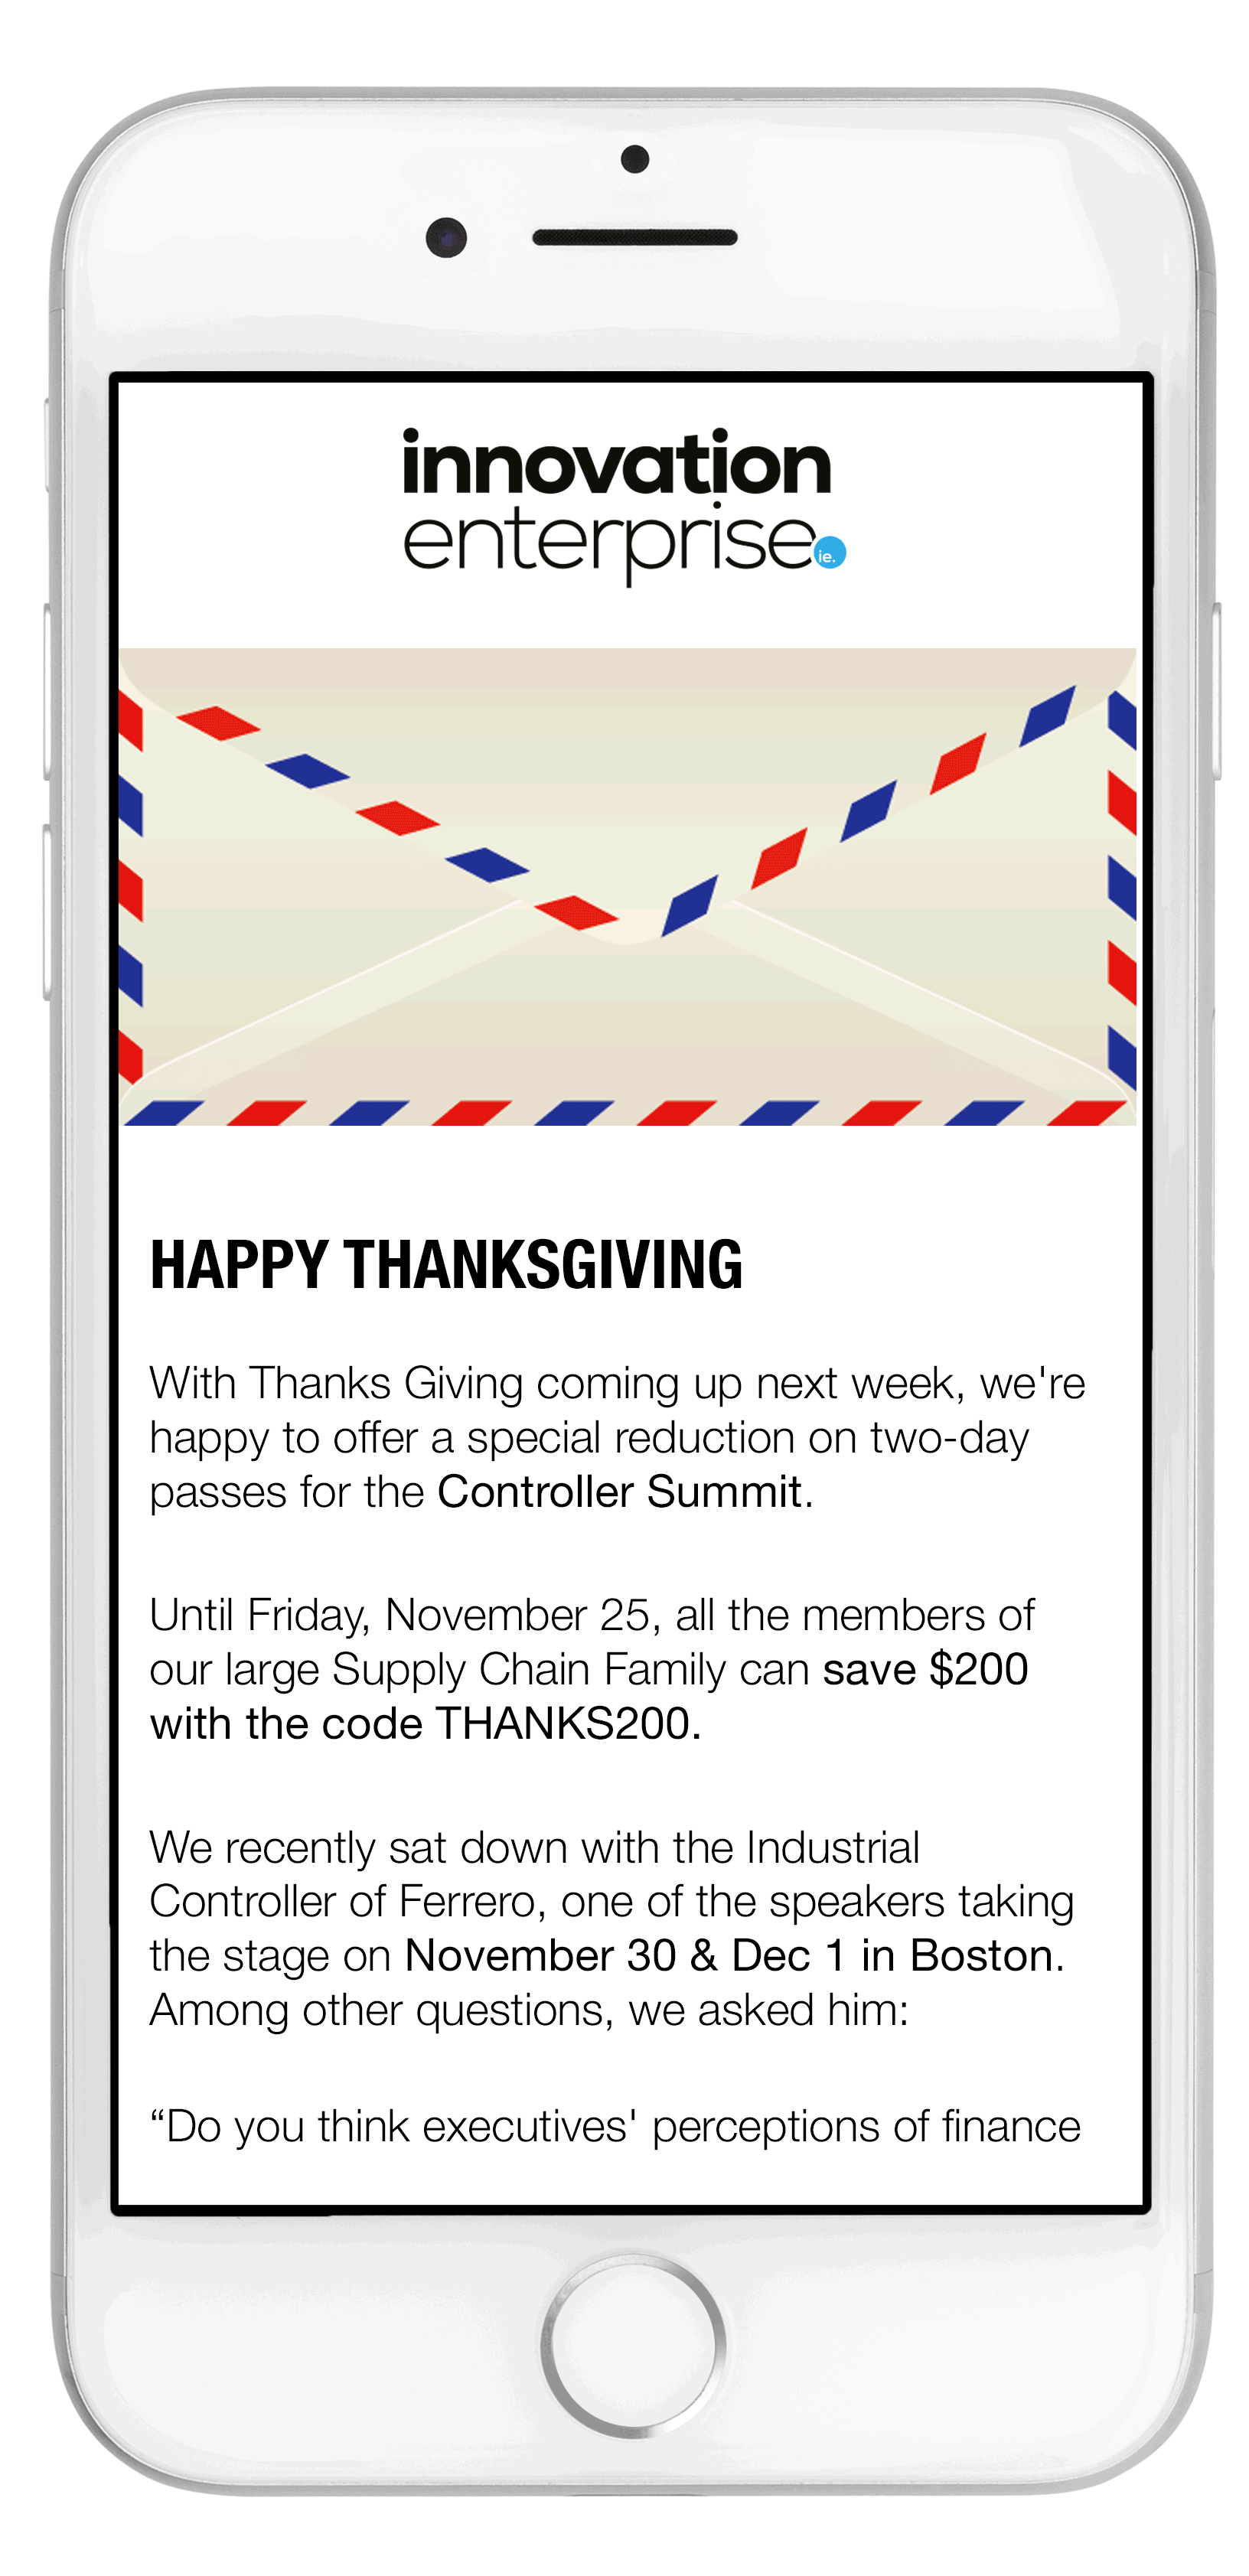 innovation
enterprise
ie.
HAPPY THANKSGIVING
With Thanks Giving coming up next week, we're
happy to offer a special reduction on two-day
passes for the Controller Summit.
Until Friday, November 25, all the members of
our large Supply Chain Family can save $200
with the code THANKS200.
We recently sat down with the Industrial
Controller of Ferrero, one of the speakers taking
the stage on November 30 & Dec 1 in Boston.
Among other questions, we asked him:
“Do you think executives' perceptions of finance